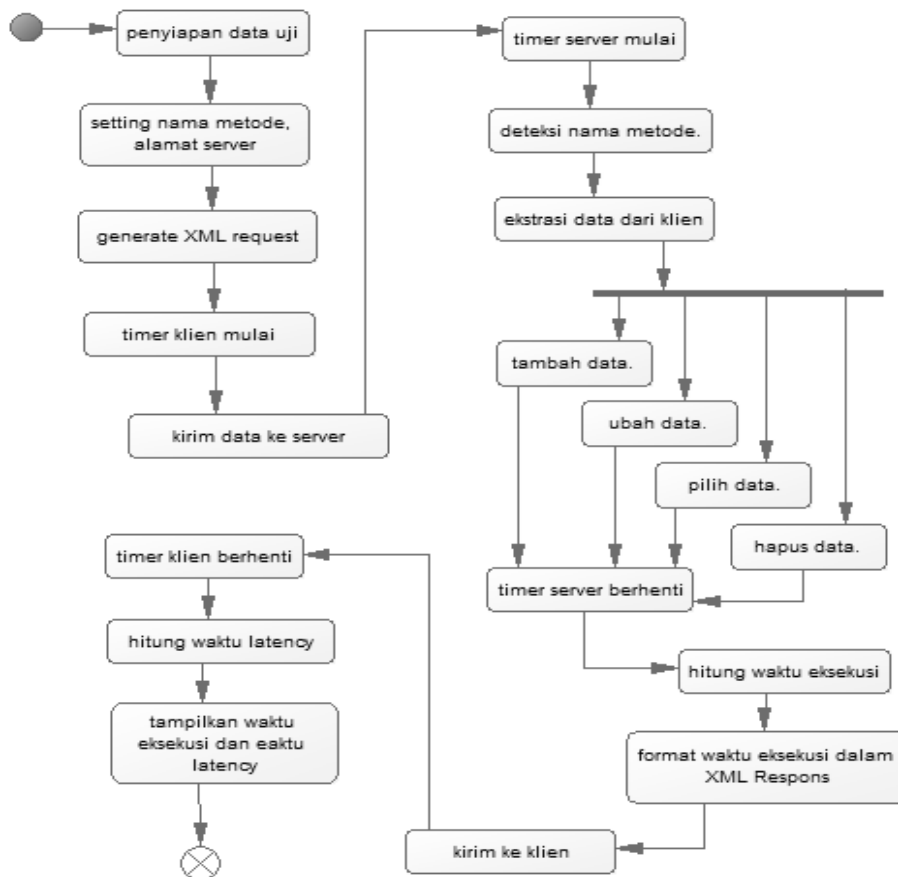 penyiapan data uji
setting nama metode,
alamat server
generate XML request
timer klien mulai
kirim data ke server
timer server mulai
deteksi nama metode.
ekstrasi data dari klien
tambah data.
ubah data.
pilih data.
hapus data.
timer server berhenti
hitung waktu eksekusi
format waktu eksekusi dalam
XML Respons
kirim ke klien
timer klien berhenti
hitung waktu latency
tampilkan waktu
eksekusi dan eaktu
latency